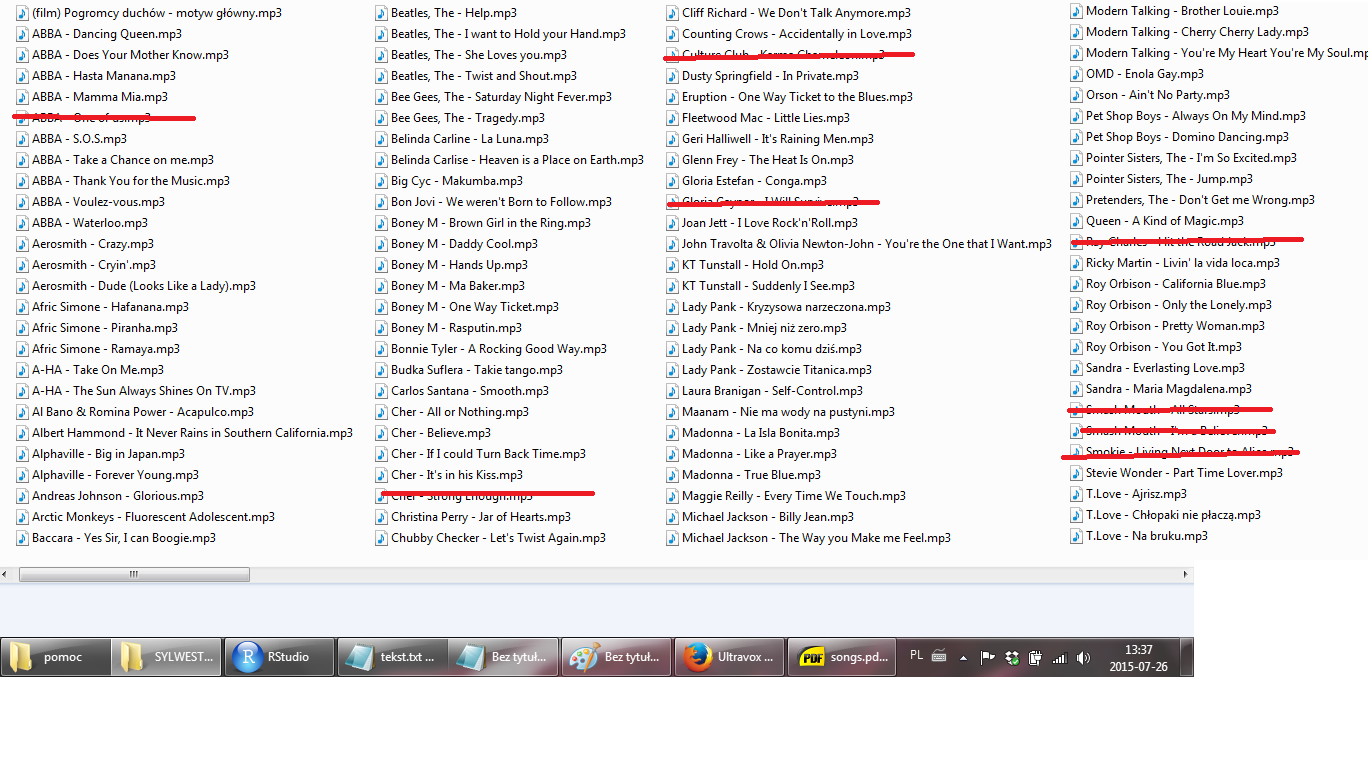 (film) Pogromcy duchów - motyw główny.mp3
ABBA - Dancing Queen.mp3
ABBA - Does Your Mother Know.mp3
ABBA - Hasta Manana.mp3
ABBA - Mamma Mia.mp3
ABBA - One of us.mp3
ABBA - S.O.S.mp3
ABBA - Take a Chance on me.mp3
ABBA - Thank You for the Music.mp3
ABBA - Voulez-vous.mp3
ABBA - Waterloo.mp3
Aerosmith - Crazy.mp3
Aerosmith - Cryin'.mp3
Aerosmith - Dude (Looks Like a Lady).mp3
Afric Simone - Hafanana.mp3
Afric Simone - Piranha.mp3
Afric Simone - Ramaya.mp3
A-HA - Take On Me.mp3
A-HA - The Sun Always Shines On TV.mp3
Al Bano & Romina Power - Acapulco.mp3
Albert Hammond - It Never Rains in Southern California.mp3
Alphaville - Big in Japan.mp3
Alphaville - Forever Young.mp3
Andreas Johnson - Glorious.mp3
Arctic Monkeys - Fluorescent Adolescent.mp3
Baccara - Yes Sir, I can Boogie.mp3
Beatles, The - Help.mp3
Beatles, The - I want to Hold your Hand.mp3
Beatles, The - She Loves you.mp3
Beatles, The - Twist and Shout.mp3
Bee Gees, The - Saturday Night Fever.mp3
Bee Gees, The - Tragedy.mp3
Belinda Carline - La Luna.mp3
Belinda Carlise - Heaven is a Place on Earth.mp3
Big Cyc - Makumba.mp3
Bon Jovi - We weren't Born to Follow.mp3
Boney M - Brown Girl in the Ring.mp3
Boney M - Daddy Cool.mp3
Boney M - Hands Up.mp3
Boney M - Ma Baker.mp3
Boney M - One Way Ticket.mp3
Boney M - Rasputin.mp3
Bonnie Tyler - A Rocking Good Way.mp3
Budka Suflera - Takie tango.mp3
Carlos Santana - Smooth.mp3
Cher - All or Nothing.mp3
Cher - Believe.mp3
Cher - If I could Turn Back Time.mp3
Cher - It's in his Kiss.mp3
Cher - Strong Enough.mp3
Christina Perry - Jar of Hearts.mp3
Chubby Checker - Let's Twist Again.mp3
Cliff Richard - We Don't Talk Anymore.mp3
Counting Crows - Accidentally in Love.mp3
Culture Club - Karma Chameleon.mp3
Dusty Springfield - In Private.mp3
Eruption - One Way Ticket to the Blues.mp3
Fleetwood Mac - Little Lies.mp3
Geri Halliwell - It's Raining Men.mp3
Glenn Frey - The Heat Is On.mp3
Gloria Estefan - Conga.mp3
Gloria Gaynor - I Will Survive.mp3
Joan Jett - I Love Rock'n'Roll.mp3
John Travolta & Olivia Newton-John - You're the One that I Want.mp3
KT Tunstall - Hold On.mp3
KT Tunstall - Suddenly I See.mp3
Lady Pank - Kryzysowa narzeczona.mp3
Lady Pank - Mniej niż zero.mp3
Lady Pank - Na co komu dziś.mp3
Lady Pank - Zostawcie Titanica.mp3
Laura Branigan - Self-Control.mp3
Maanam - Nie ma wody na pustyni.mp3
Madonna - La Isla Bonita.mp3
Madonna - Like a Prayer.mp3
Madonna - True Blue.mp3
Maggie Reilly - Every Time We Touch.mp3
Michael Jackson - Billy Jean.mp3
Michael Jackson - The Way you Make me Feel.mp3
Modern Talking - Brother Louie.mp3
Modern Talking - Cherry Cherry Lady.mp3
Modern Talking - You're My Heart You're My Soul.mp
OMD - Enola Gay.mp3
Orson - Ain't No Party.mp3
Pet Shop Boys - Always On My Mind.mp3
Pet Shop Boys - Domino Dancing.mp3
Pointer Sisters, The - I'm So Excited.mp3
Pointer Sisters, The - Jump.mp3
Pretenders, The - Don't Get me Wrong.mp3
Queen - A Kind of Magic.mp3
Ray Charles - Hit the Road Jack.mp3
Ricky Martin - Livin' la vida loca.mp3
Roy Orbison - California Blue.mp3
Roy Orbison - Only the Lonely.mp3
Roy Orbison - Pretty Woman.mp3
Roy Orbison - You Got It.mp3
Sandra - Everlasting Love.mp3
Sandra - Maria Magdalena.mp3
Smash Mouth - All Stars.mp3
Smash Mouth - I'm a Believer.mp3
Smokie - Living Next Door to Alice.mp3
Stevie Wonder - Part Time Lover.mp3
T.Love - Ajrisz.mp3
T.Love - Chłopaki nie płaczą.mp3
T.Love - Na bruku.mp3
pomoc
SYLWEST...
RStudio
tekst.txt ...
Bez tytuł...
Bez tytuł...
Ultravox ...
PDF songs.pd...
PL
13:37
2015-07-26